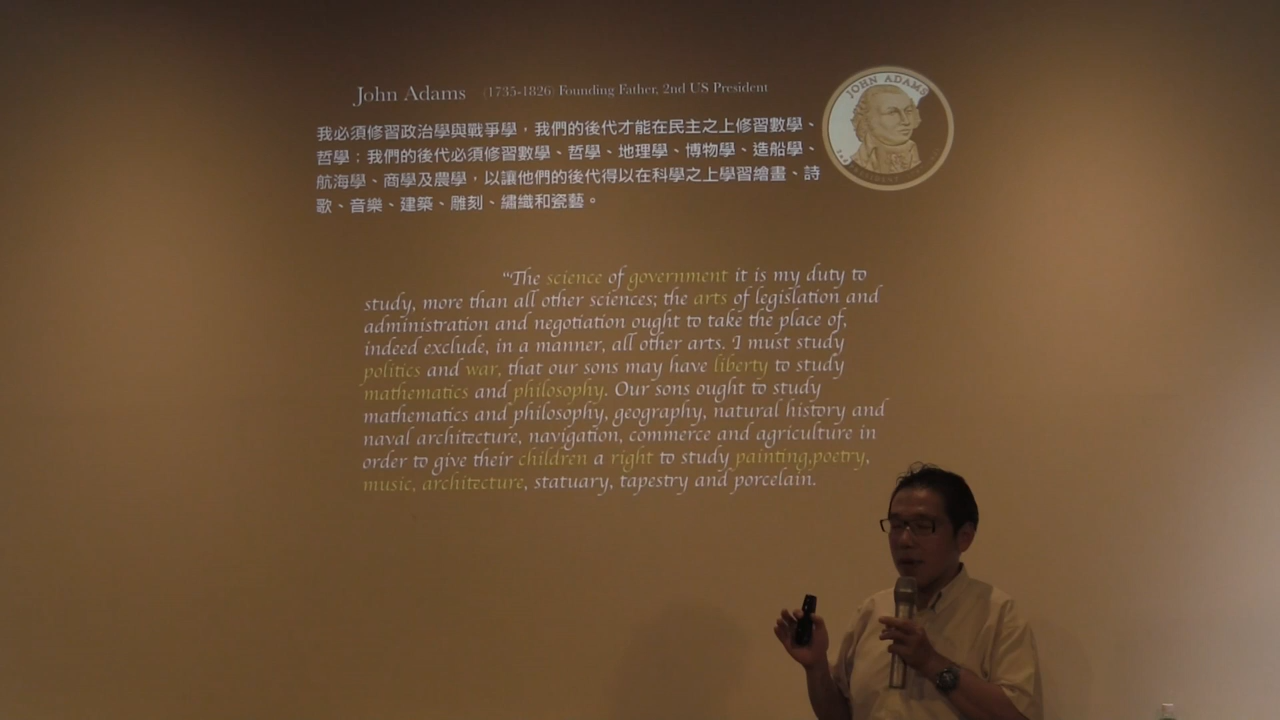 John Adams (1735-1826) Founding Father, 2nd US President
JOHN ADAMS
我必須修習政治學與戰爭學，我們的後代才能在民主之上修習數學、
哲學；我們的後代必須修習數學、哲學、地理學、博物學、造船學、
航海學、商學及農學，以讓他們的後代得以在科學之上學習繪畫、詩
歌、音樂、建築、雕刻、繡織和瓷藝。
“The science of government it is my duty to
study, more than all other sciences; the arts of legislation and
administration and negotiation ought to take the place of,
indeed exclude, in a manner, all other arts. I must study
politics and war, that our sons may have liberty to study
mathematics and philosophy. Our sons ought to study
mathematics and philosophy, geography, natural history and
naval architecture, navigation, commerce and agriculture in
order to give their children a right to study painting,poetry,
music, architecture, statuary, tapestry and porcelain.